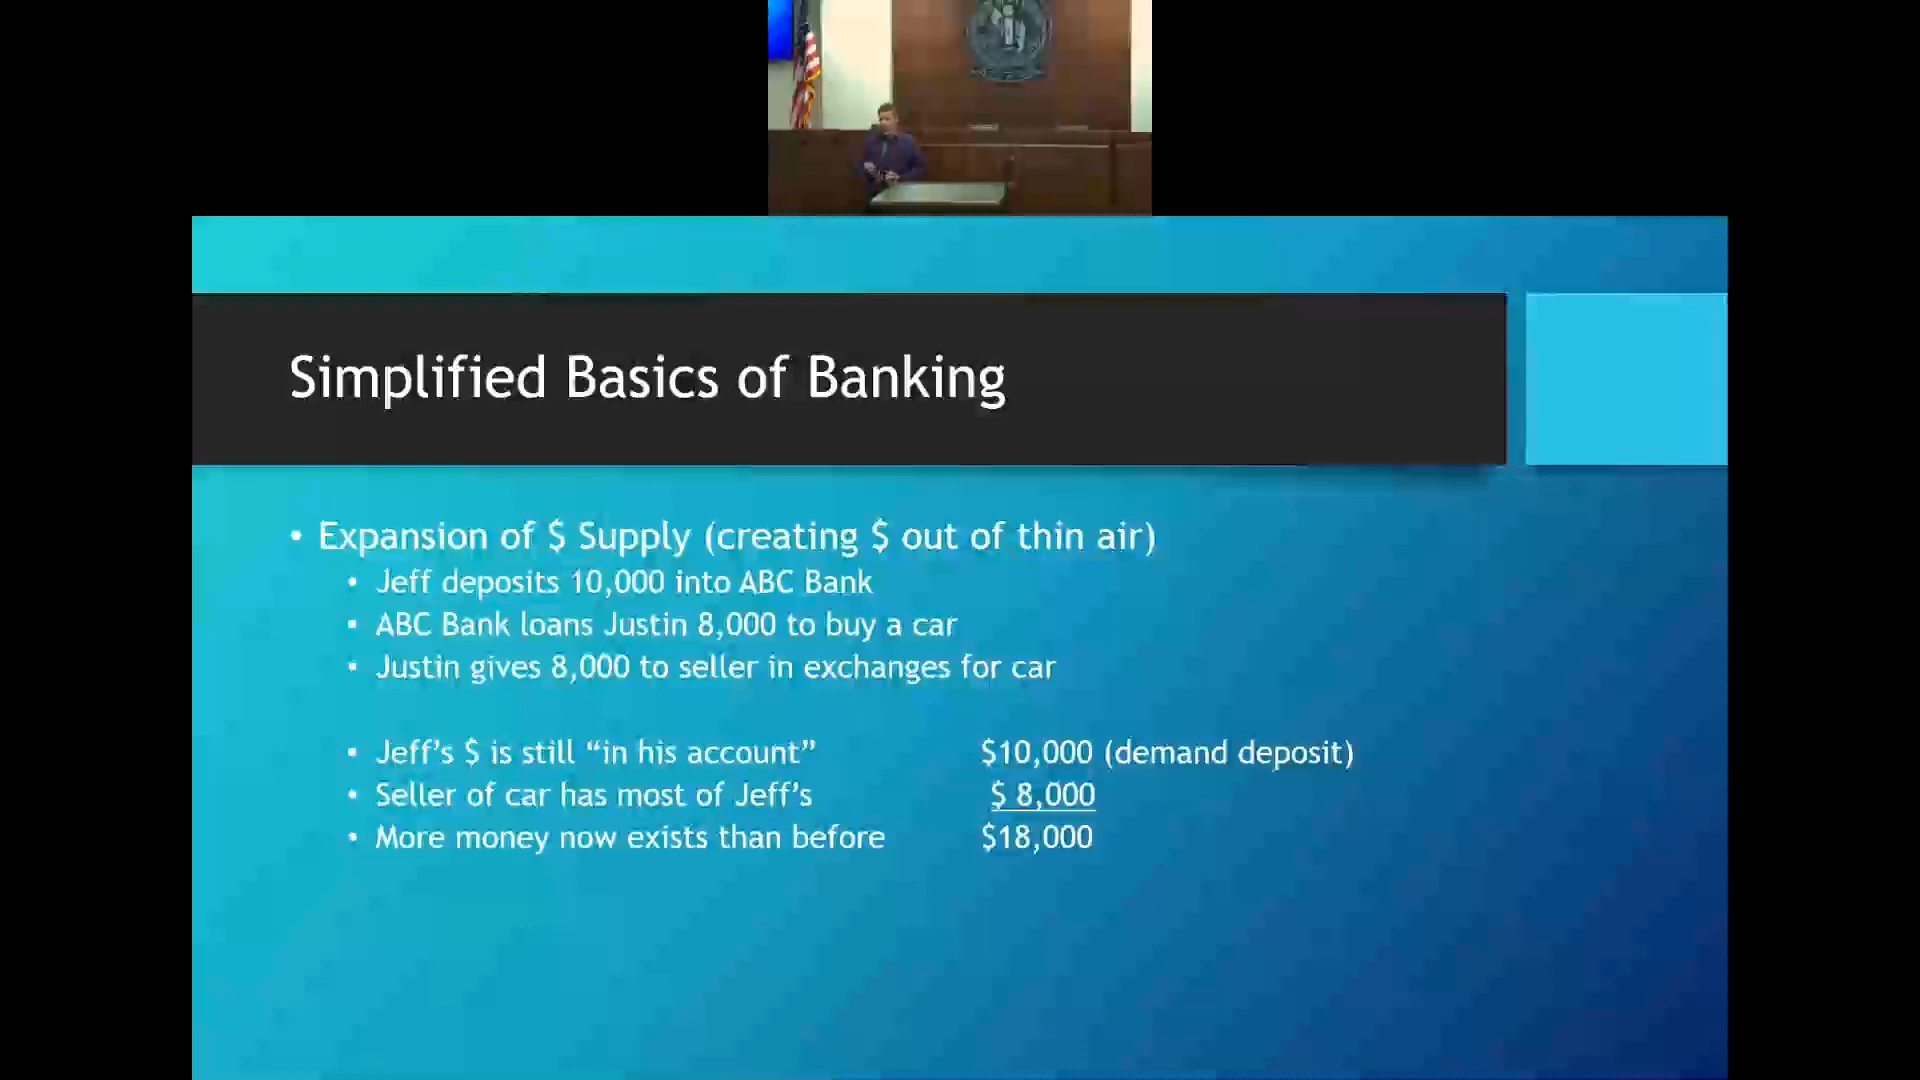 Simplified Basics of Banking
• Expansion of $ Supply (creating $ out of thin air)
• Jeff deposits 10,000 into ABC Bank
• ABC Bank loans Justin 8,000 to buy a car
• Justin gives 8,000 to seller in exchanges for car
• Jeff’s $ is still “in his account” $10,000 (demand deposit)
• Seller of car has most of Jeff’s $ 8,000
• More money now exists than before $18,000